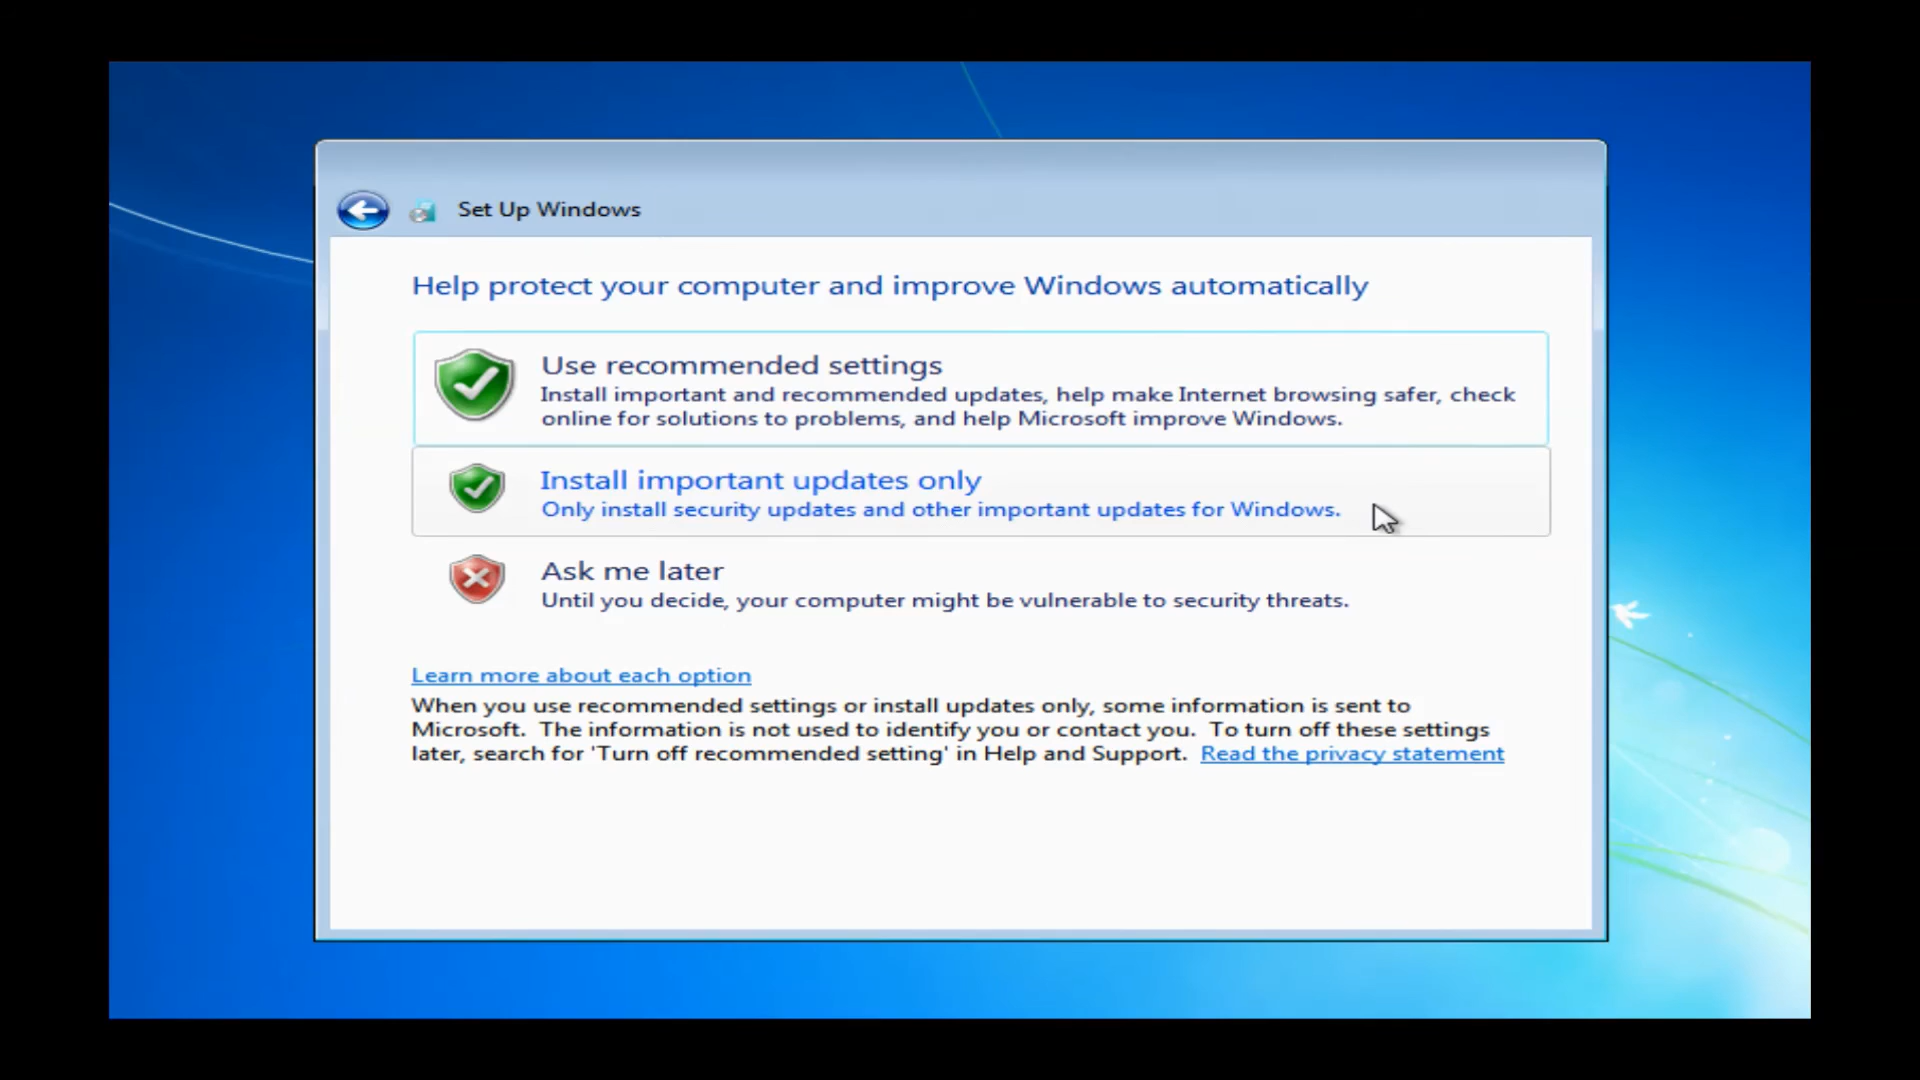 Set Up Windows
Help protect your computer and improve Windows automatically
Use recommended settings
Install important and recommended updates, help make Internet browsing safer, check
online for solutions to problems, and help Microsoft improve Windows.
Install important updates only
Only install security updates and other important updates for Windows.
Ask me later
Until you decide, your computer might be vulnerable to security threats.
Learn more about each option
When you use recommended settings or install updates only, some information is sent to
Microsoft.  The information is not used to identify you or contact you.  To turn off these settings
later, search for 'Turn off recommended setting' in Help and Support.  Read the privacy statement